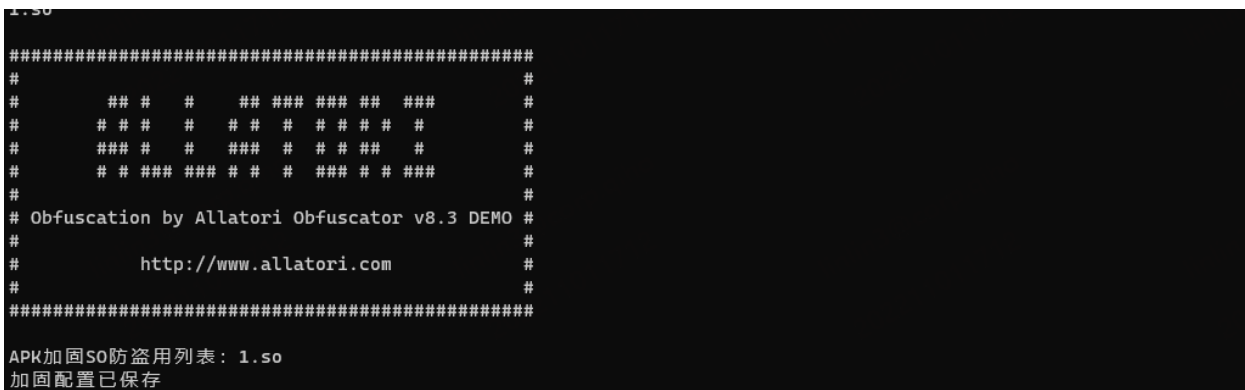 1.so
################################################
#                                              #
#        ## #   #    ## ### ### ##  ###        #
#       # # #   #   # #  #  # # # #  #         #
#       ### #   #   ###  #  # # ##   #         #
#       # # ### ### # #  #  ### # # ###        #
#                                              #
# Obfuscation by Allatori Obfuscator v8.3 DEMO #
#                                              #
#           http://www.allatori.com            #
#                                              #
################################################
APK加固SO防盗用列表: 1.so
加固配置已保存